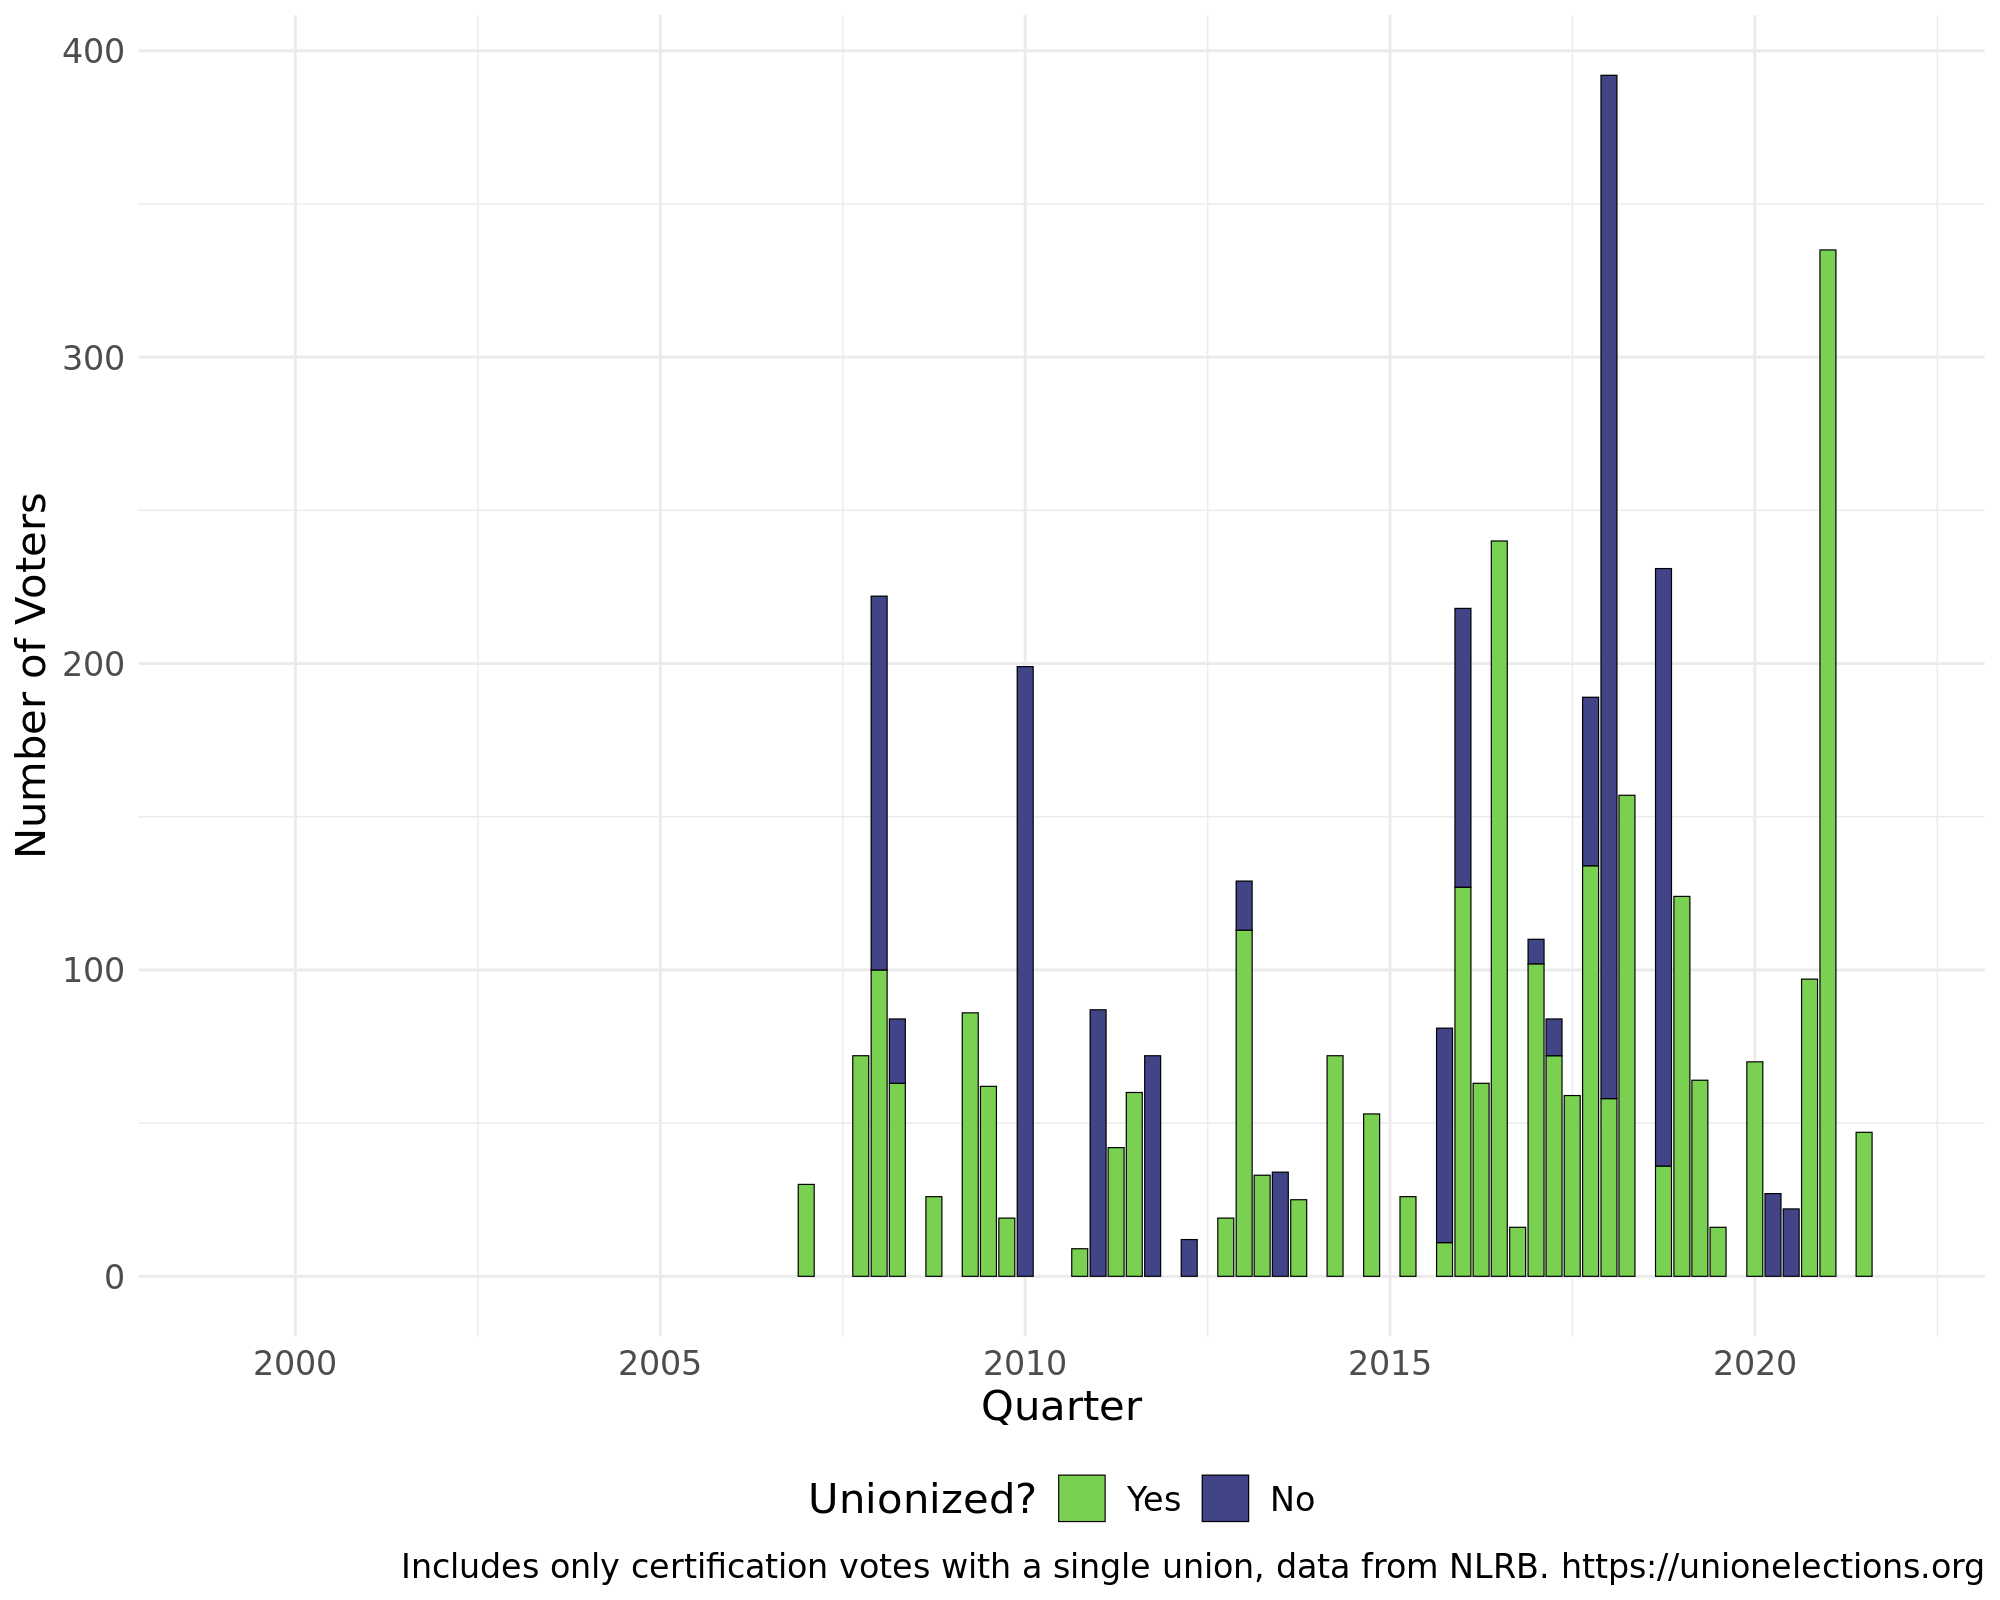 400
300
200
100
0
Number of Voters
2000 2005 2010 2015 2020
Quarter
Unionized? Yes No
Includes only certification votes with a single union, data from NLRB. https://unionelections.org